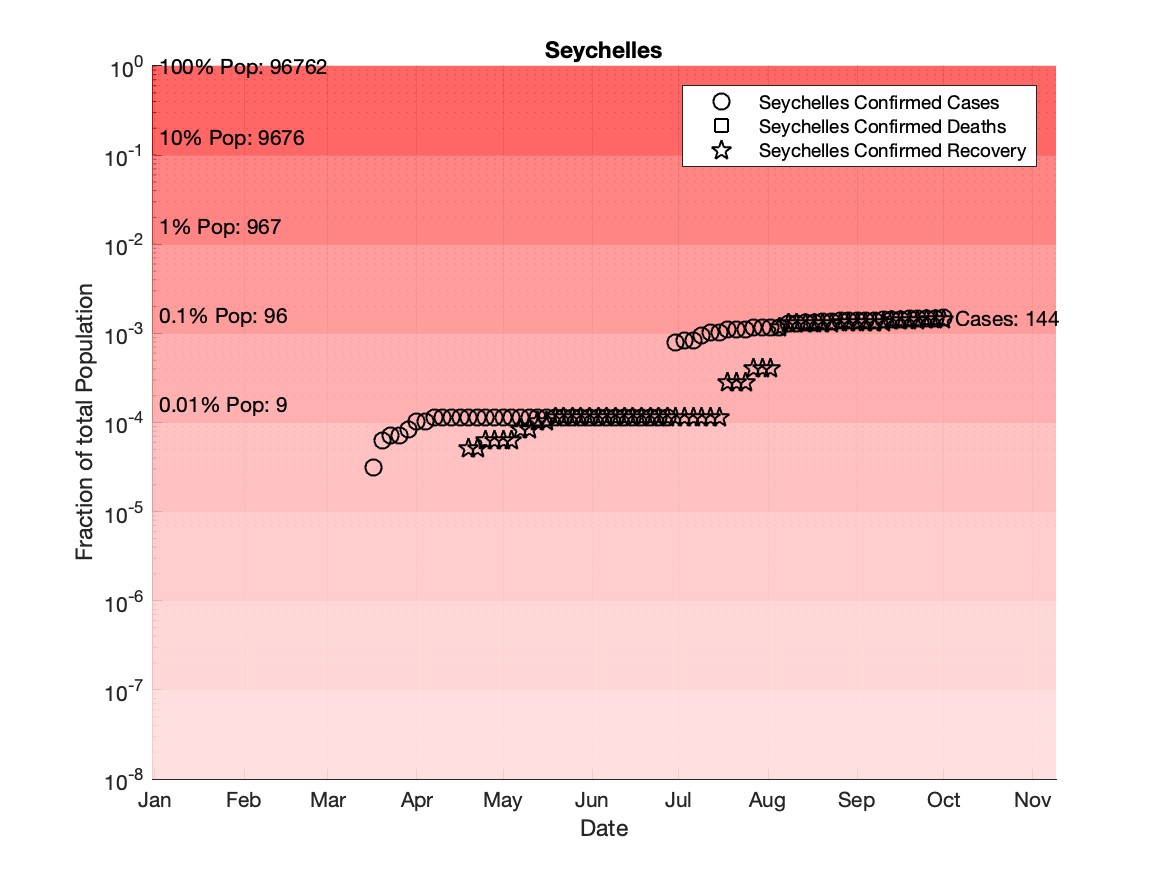 Seychelles
10^0
100% Pop: 96762
Seychelles Confirmed Cases
Seychelles Confirmed Deaths
Seychelles Confirmed Recovery
10% Pop: 9676
10^-1
1% Pop: 967
10^-2
0.1% Pop: 96
10^-3
Cases: 144
0.01% Pop: 9
10^-4
10^-5
10^-6
10^-7
10^-8
Fraction of total Population
Jan Feb Mar Apr May Jun Jul Aug Sep Oct Nov
Date